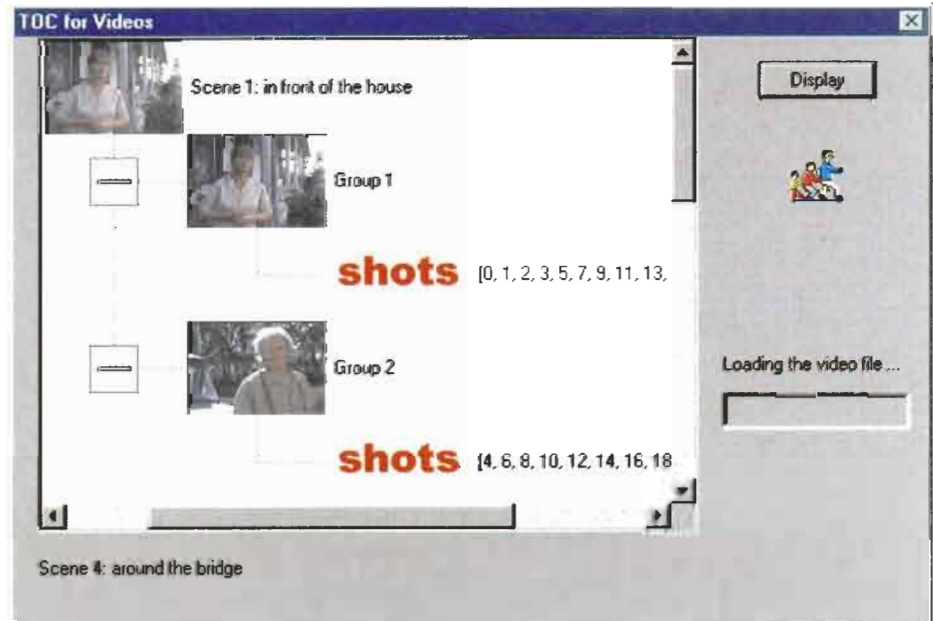 TOC for Videos
Scene 1: in front of the house
Display
Group 1
shots [0, 1, 2, 3, 5, 7, 9, 11, 13,
Group 2
Loading the video file ...
shots [4, 6, 8, 10, 12, 14, 16, 18
Scene 4: around the bridge